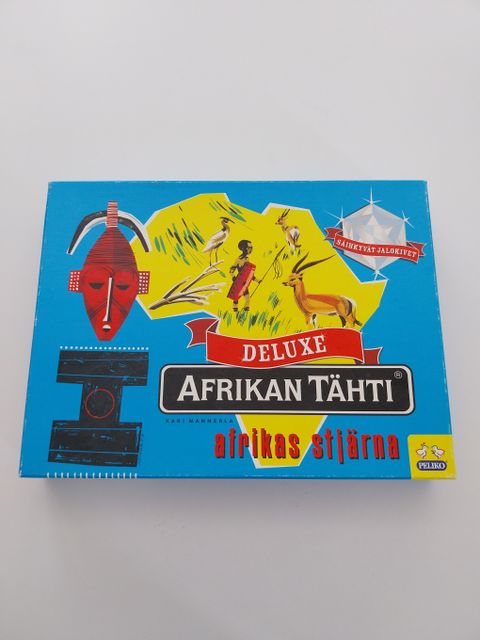 SÄIHKYVÄT JALOKIVET
DELUXE
AFRIKAN TÄHTI®
KARI MANNERLA
afrikas stjärna
PELIKO